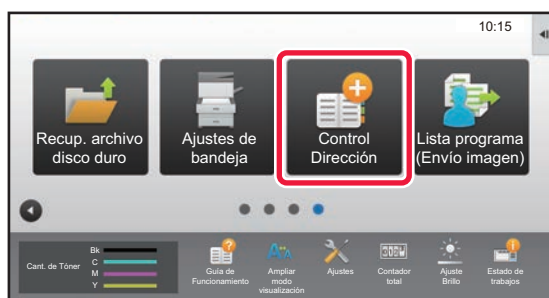 10:15
Recup. archivo
disco duro
Ajustes de
bandeja
Control
Dirección
Lista programa
(Envío imagen)
Cant. de Tóner
Bk
C
M
Y
Guía de
Funcionamiento
Ampliar
modo
visualización
Ajustes
Contador
total
Ajuste
Brillo
Estado de
trabajos